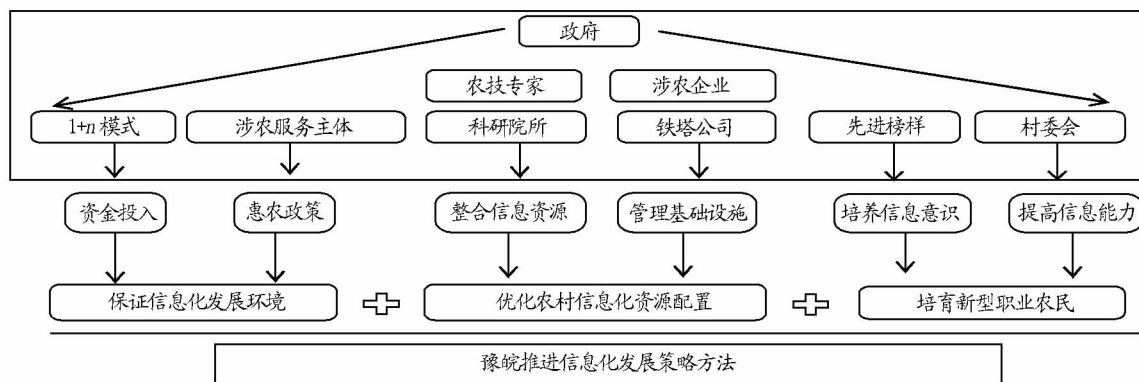 政府
农技专家 涉农企业
1+n模式 涉农服务主体 科研院所 铁塔公司 先进榜样 村委会
资金投入 惠农政策 整合信息资源 管理基础设施 培养信息意识 提高信息能力
保证信息化发展环境 优化农村信息化资源配置 培育新型职业农民
豫皖推进信息化发展策略方法